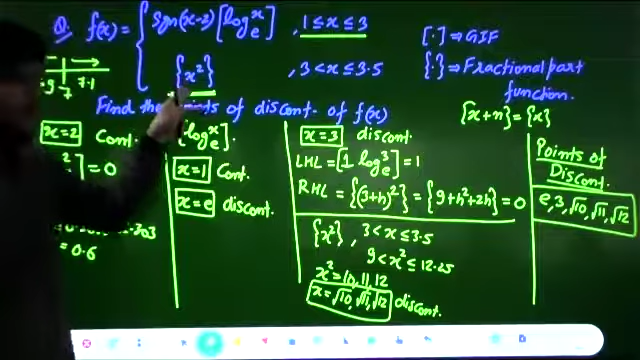 Q. f(x) = { Sgn(x-2) [log_e^x] , 1 ≤ x ≤ 3
{x²} , 3 < x ≤ 3.5
[·] ⇒ GIF
{·} ⇒ Fractional part function.
{x+n} = {x}
Find the points of discont. of f(x)
x=2 Cont.
] = 0
= 0.6
log_e^x] :
x=1 Cont.
x=e discont.
x=3 discont.
LHL = [1 log_e^3] = 1
RHL = {(3+h)²} = {9+h²+2h} = 0
{x²} , 3 < x ≤ 3.5
9 < x² ≤ 12.25
x² = 10, 11, 12
x = √10, √11, √12 discont.
Points of Discont.
e, 3, √10, √11, √12